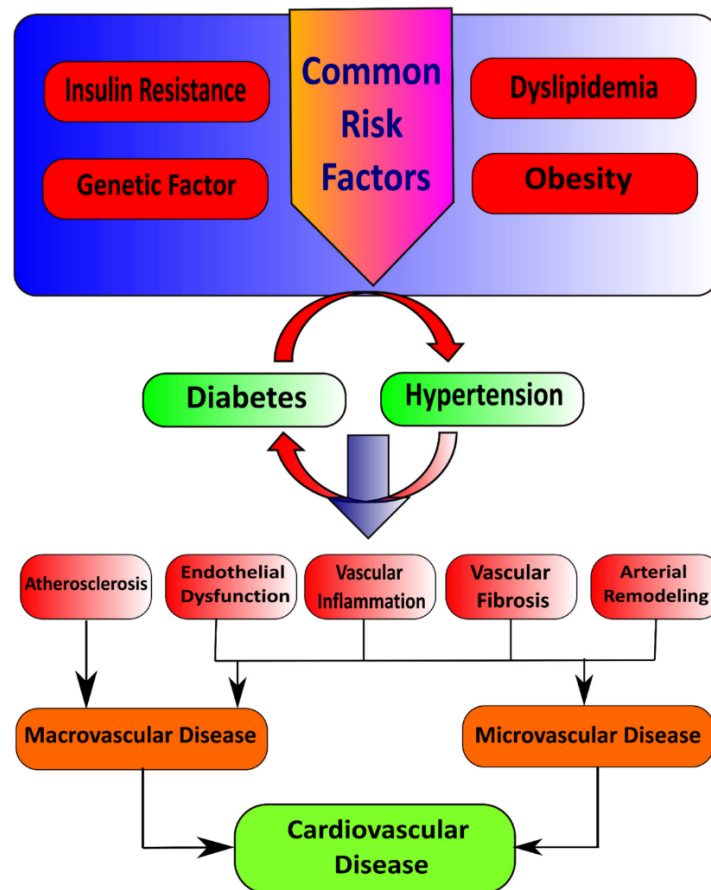 Insulin Resistance
Genetic Factor
Common
Risk
Factors
Dyslipidemia
Obesity
Diabetes
Hypertension
Atherosclerosis
Endothelial
Dysfunction
Vascular
Inflammation
Vascular
Fibrosis
Arterial
Remodeling
Macrovascular Disease
Microvascular Disease
Cardiovascular
Disease